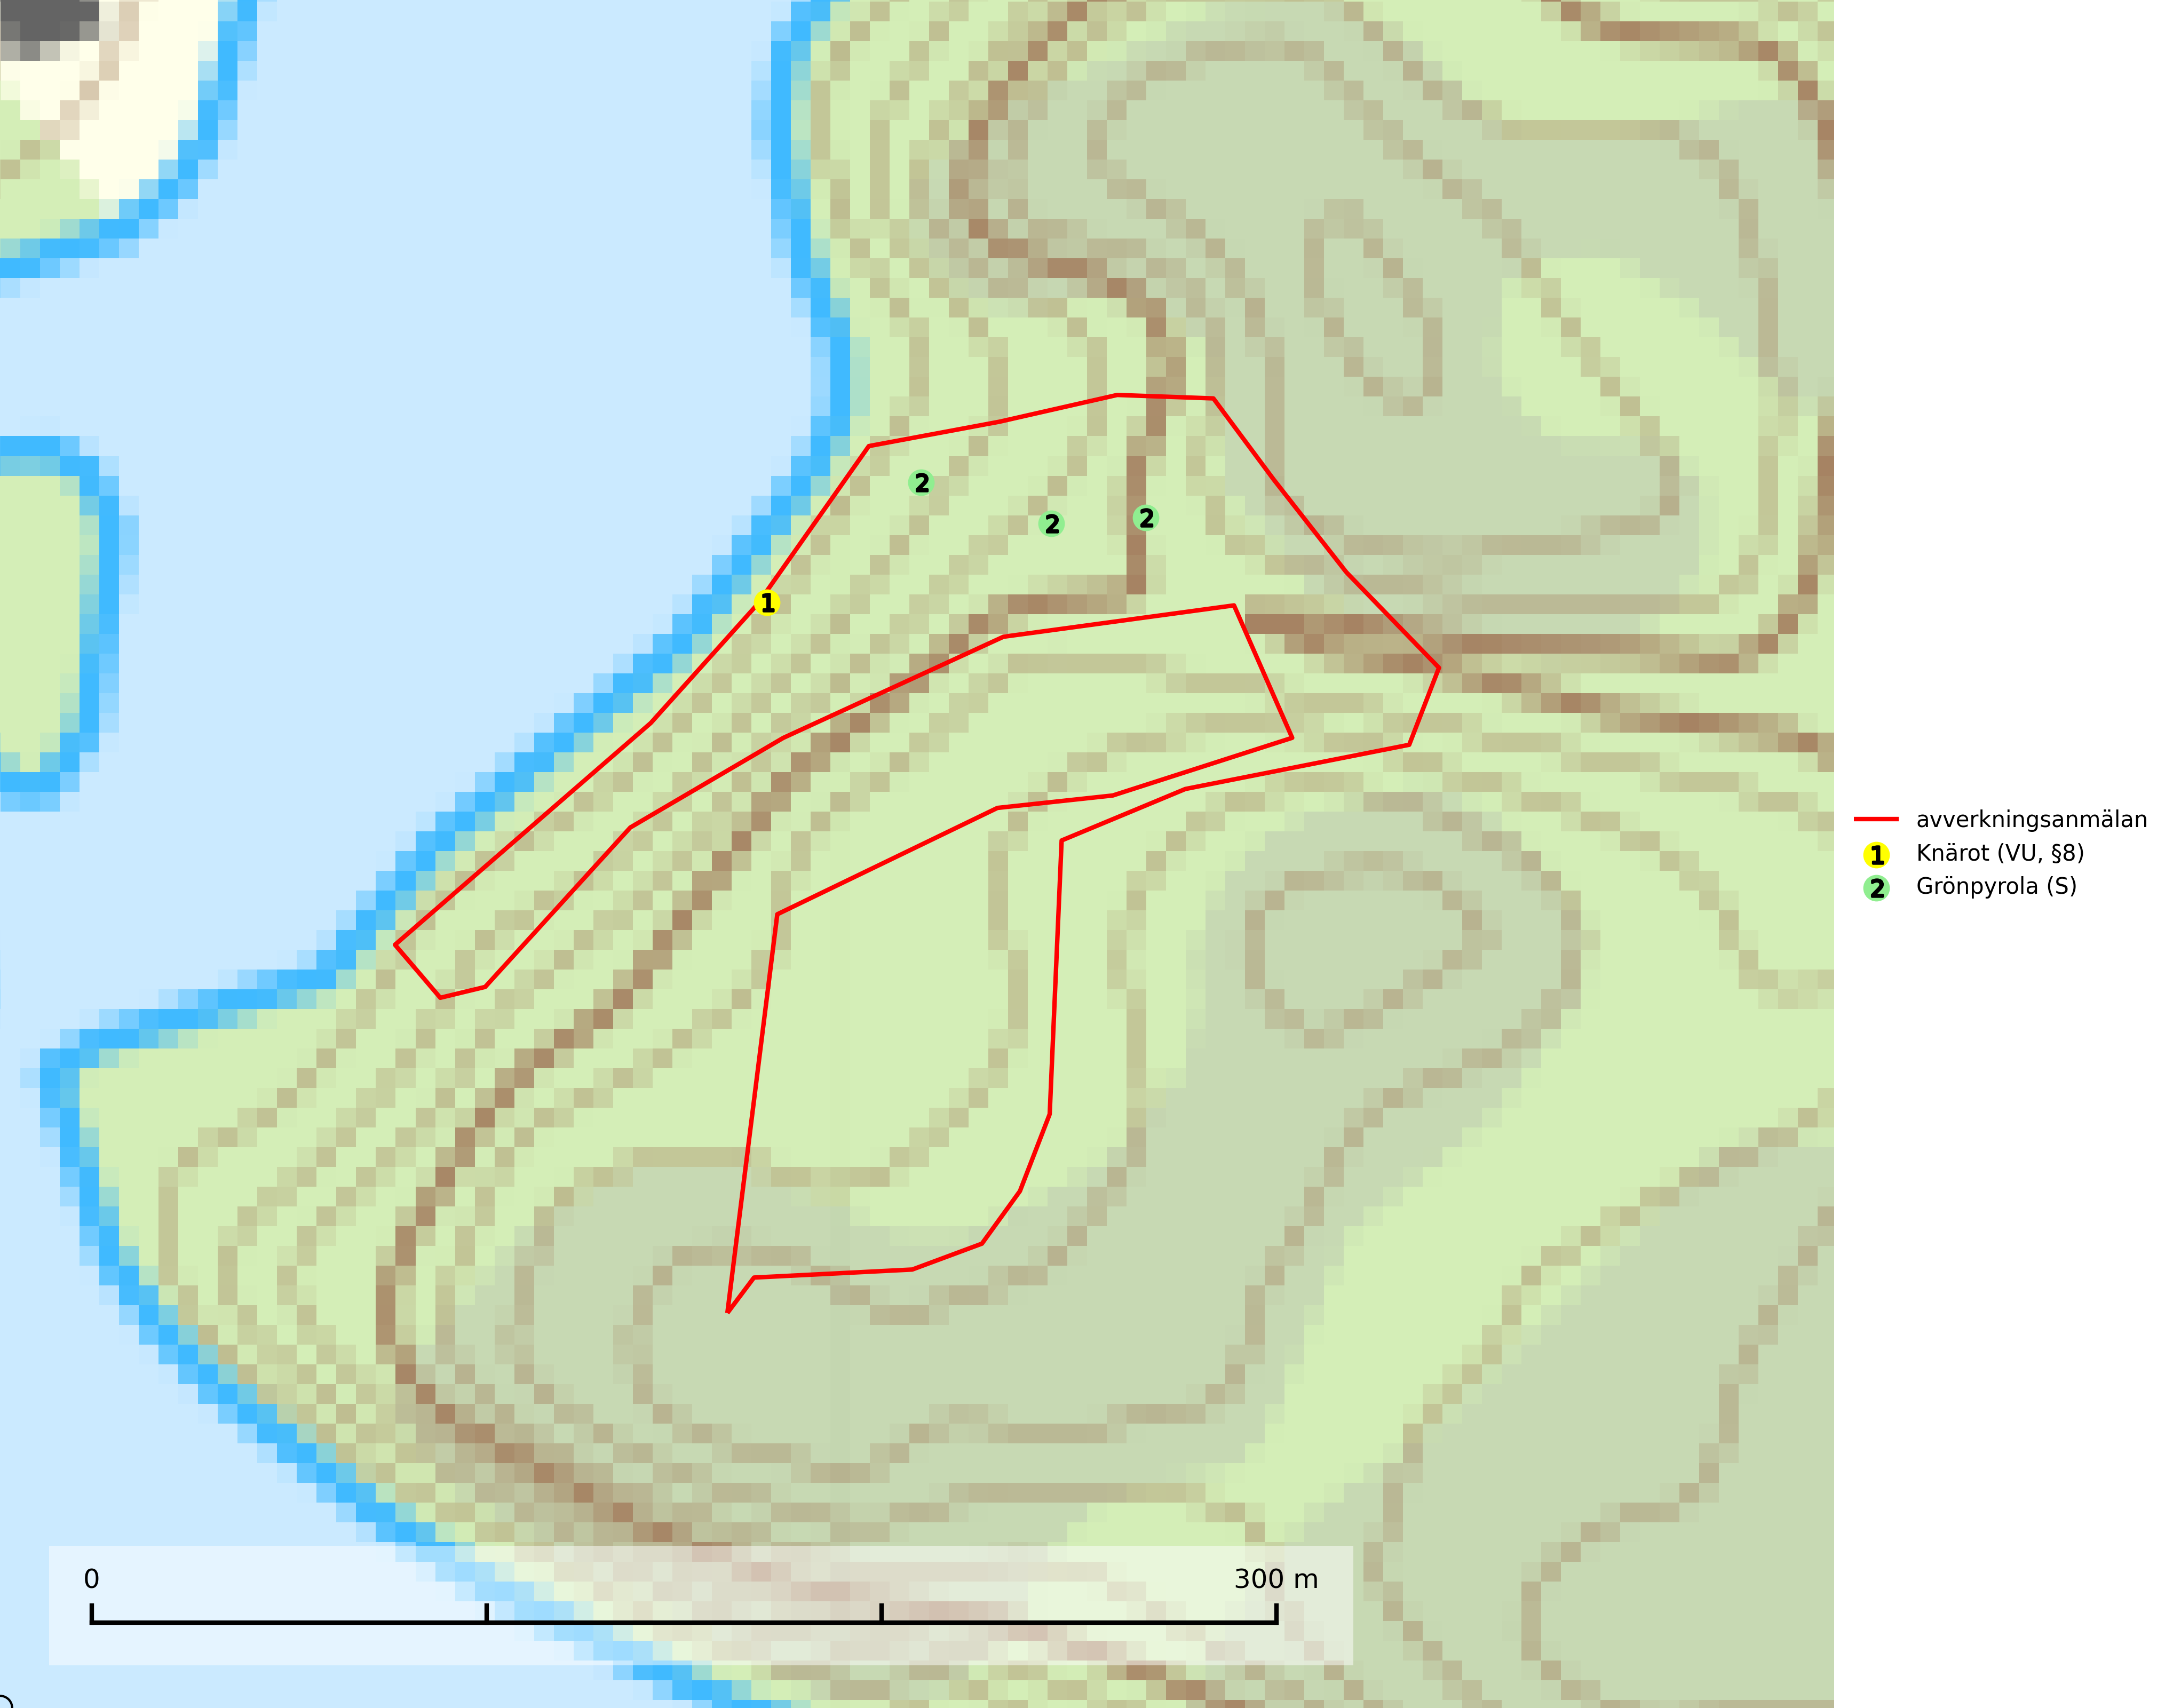 2
2
2
1
avverkningsanmälan
1 Knärot (VU, §8)
2 Grönpyrola (S)
0 300 m